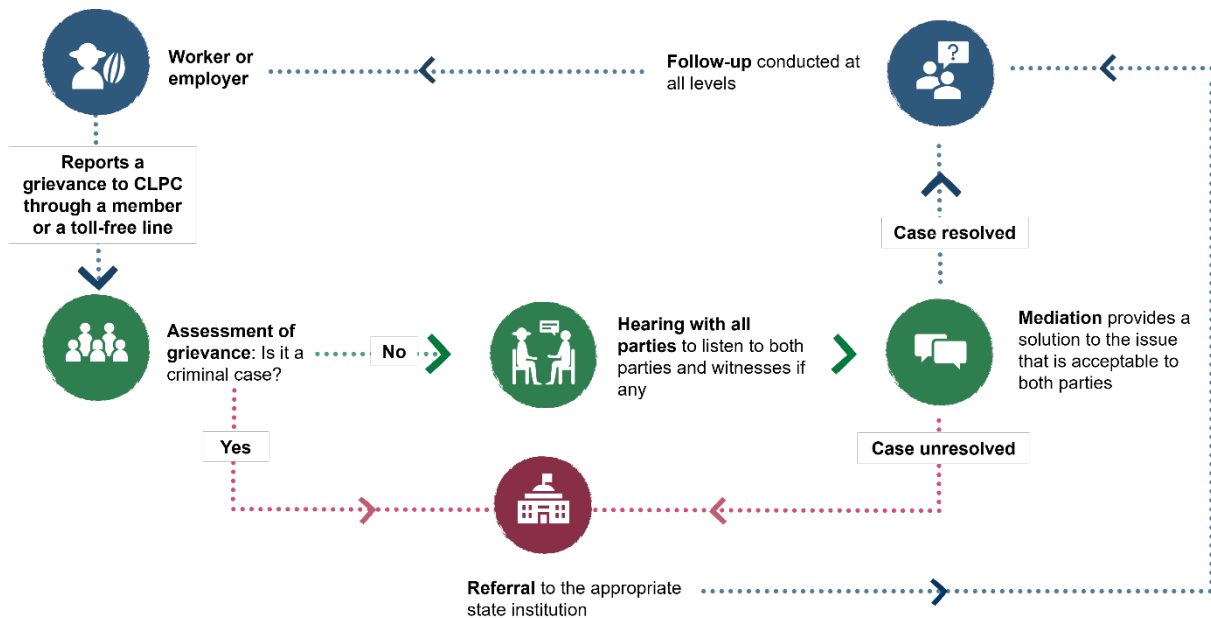 Worker or
employer
Follow-up conducted at
all levels
?
Reports a
grievance to CLPC
through a member
or a toll-free line
Case resolved
Assessment of
grievance: Is it a
criminal case?
No
Hearing with all
parties to listen to both
parties and witnesses if
any
Mediation provides a
solution to the issue
that is acceptable to
both parties
Yes
Case unresolved
Referral to the appropriate
state institution